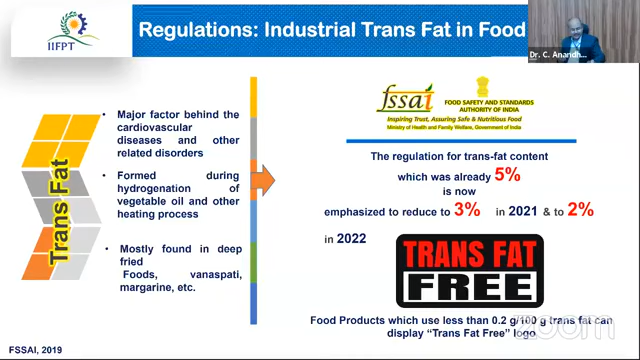 IIFPT
Regulations: Industrial Trans Fat in Food
Dr. C. Anandh...
Trans Fat
• Major factor behind the
cardiovascular
diseases and other
related disorders
• Formed during
hydrogenation of
vegetable oil and other
heating process
• Mostly found in deep
fried
Foods, vanaspati,
margarine, etc.
fssai
FOOD SAFETY AND STANDARDS
AUTHORITY OF INDIA
Inspiring Trust, Assuring Safe & Nutritious Food
Ministry of Health and Family Welfare, Government of India
The regulation for trans-fat content
which was already 5%
is now
emphasized to reduce to 3% in 2021 & to 2%
in 2022
TRANS FAT
FREE
Food Products which use less than 0.2 g/100 g trans fat can
display “Trans Fat Free” logo.
zoom
FSSAI, 2019